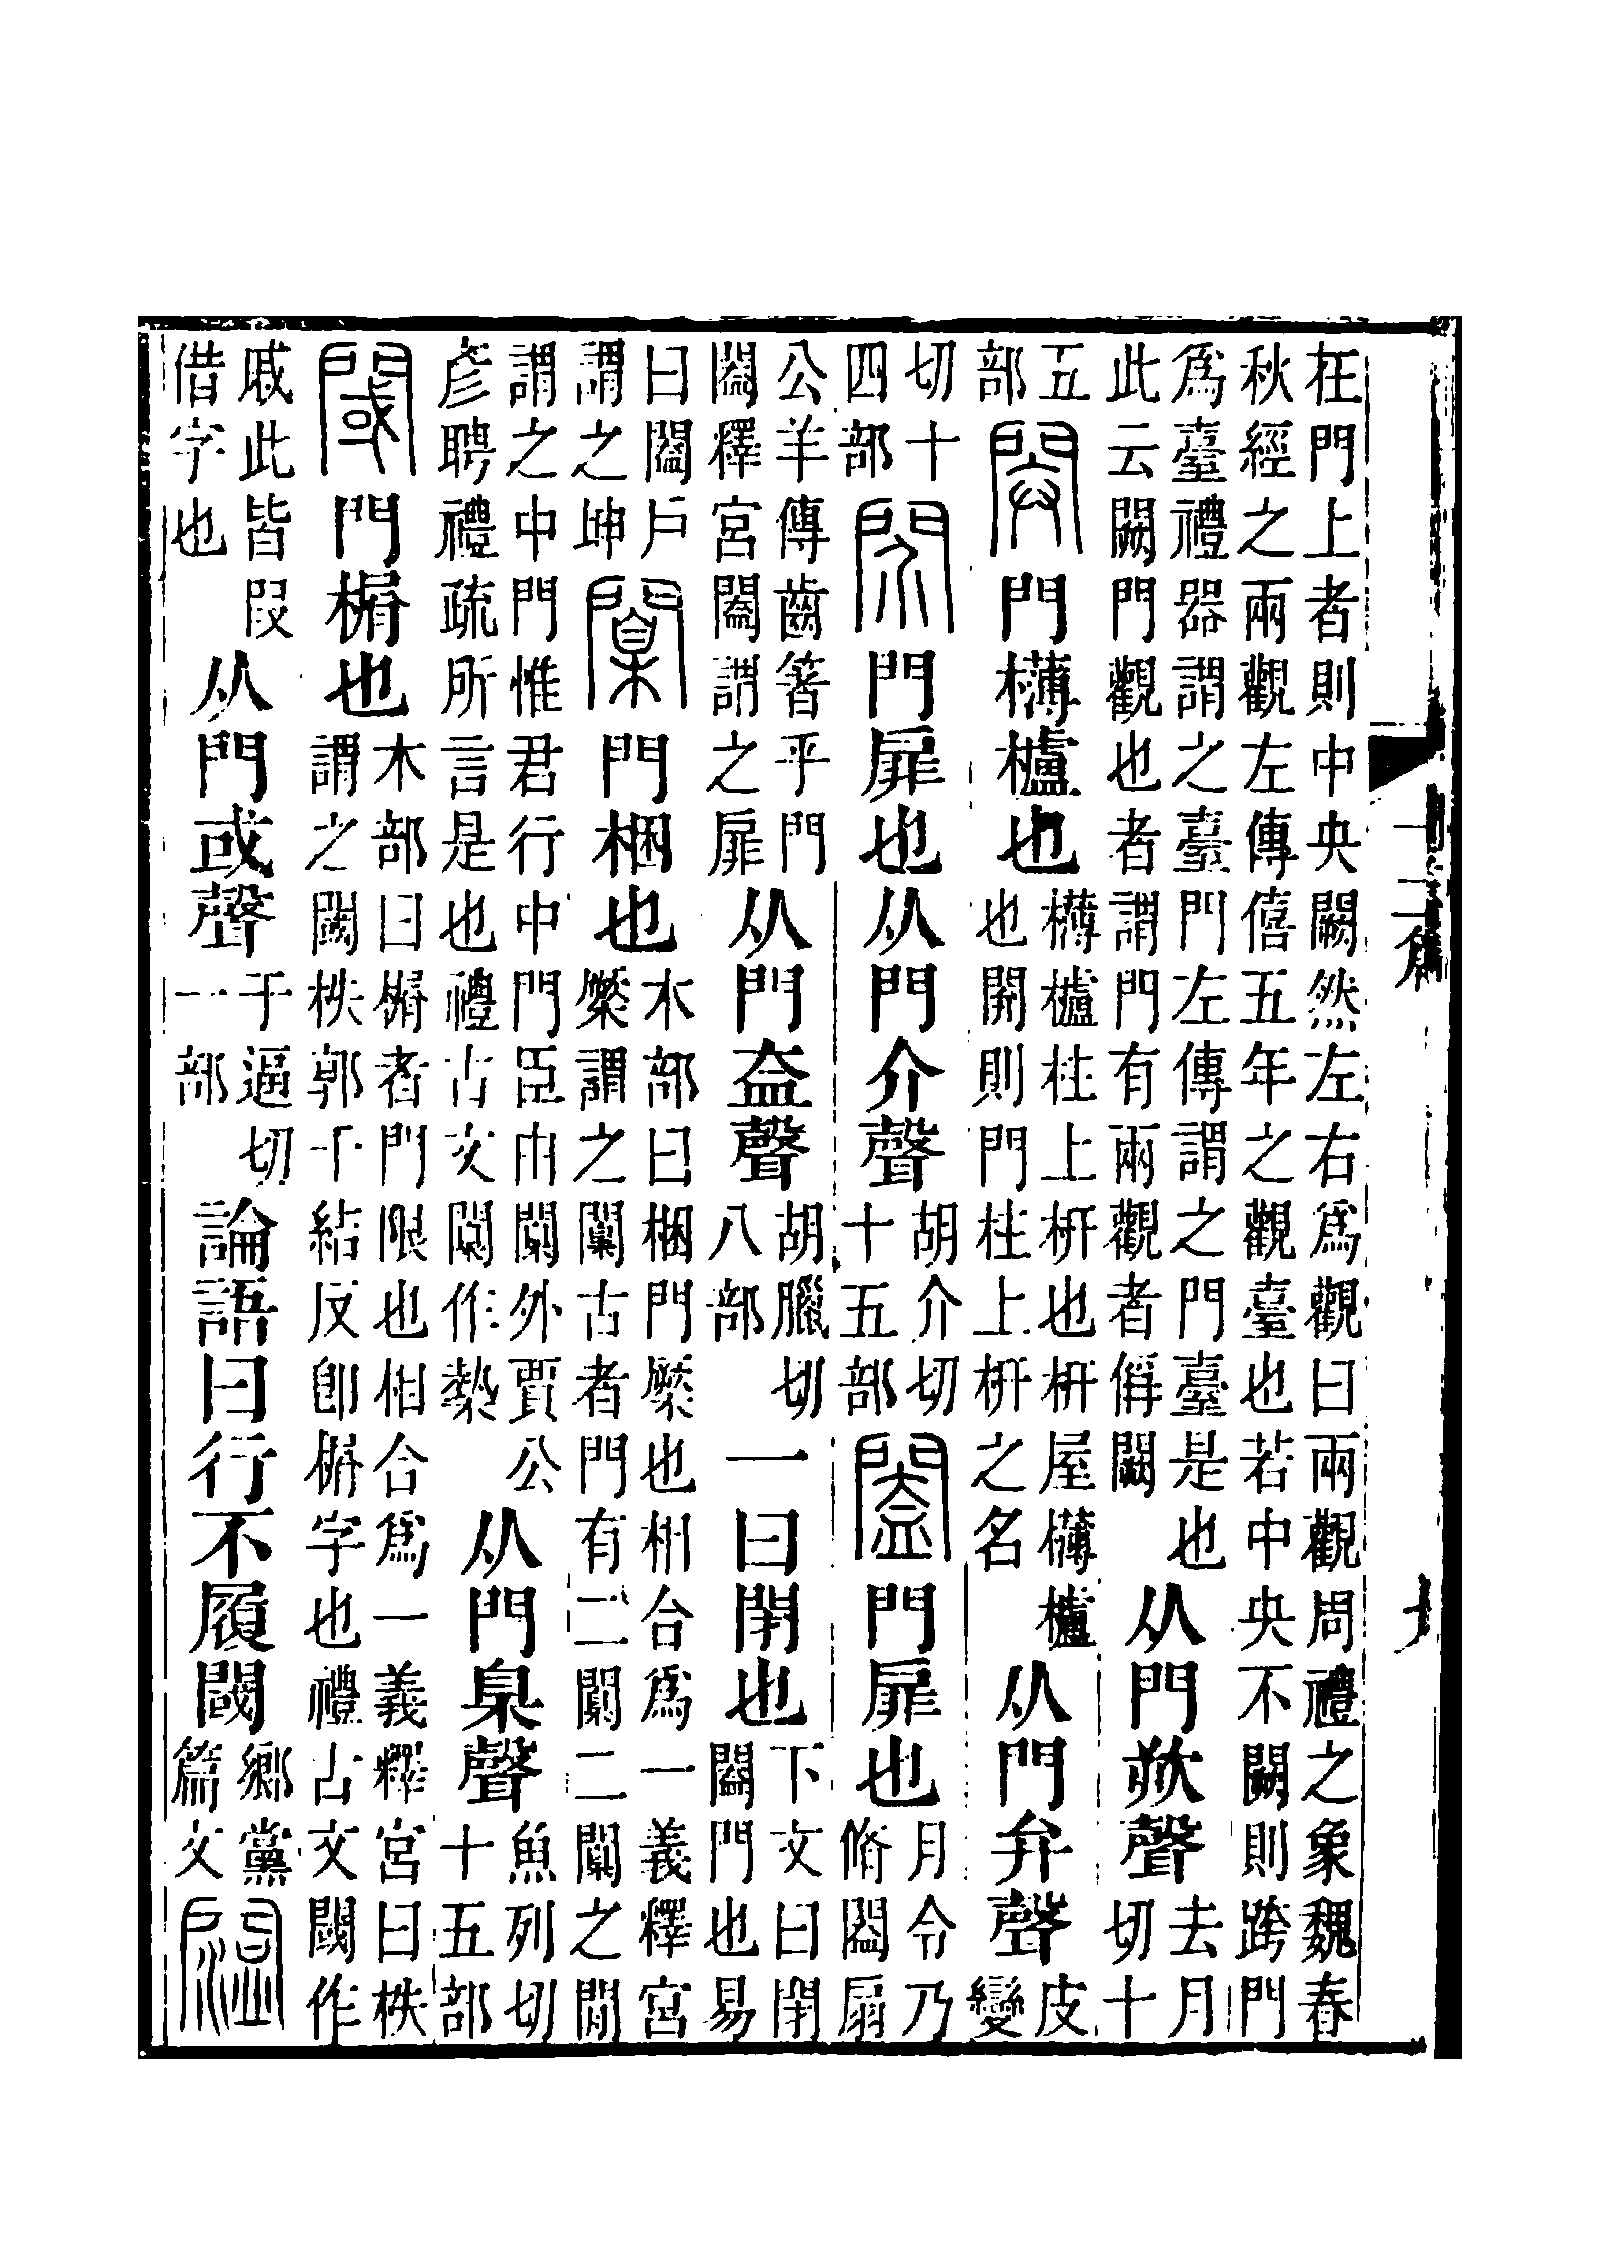 在門上者則中央闕然左右爲觀曰兩觀周禮之象魏春
秋經之兩觀左傳僖五年之觀臺也若中央不闕則跨門
爲臺禮器謂之臺門左傳謂之門臺是也
此云闕門觀也者謂門有兩觀者偁闕
从門欮聲
去月
切十
五
部
閞門欂櫨也
欂櫨柱上枅也枅屋欂櫨
也開則門柱上枅之名
从門弁聲
皮
變
切十
四部
門扉也从門介聲
胡介切
十五部
闔門扉也
月令乃
脩闔扇
公羊傳齒箸乎門
闔釋宮闔謂之扉
从門盍聲
胡臘切
八部
一曰閉也
下文曰閉
闔門也易
曰闔戶
謂之坤
闑門梱也
木部曰梱門橜也相合爲一義釋宮
橜謂之闑古者門有二闑二闑之閒
謂之中門惟君行中門臣由闑外賈公
彥聘禮疏所言是也禮古文闑作槷
从門臬聲
魚列切
十五部
閾門榍也
木部曰榍者門限也相合爲一義釋宮曰柣
謂之閾柣郭千結反卽榍字也禮古文閾作
戚此皆叚
借字也
从門或聲
于逼切
一部
論語曰行不履閾
鄉黨
篇文